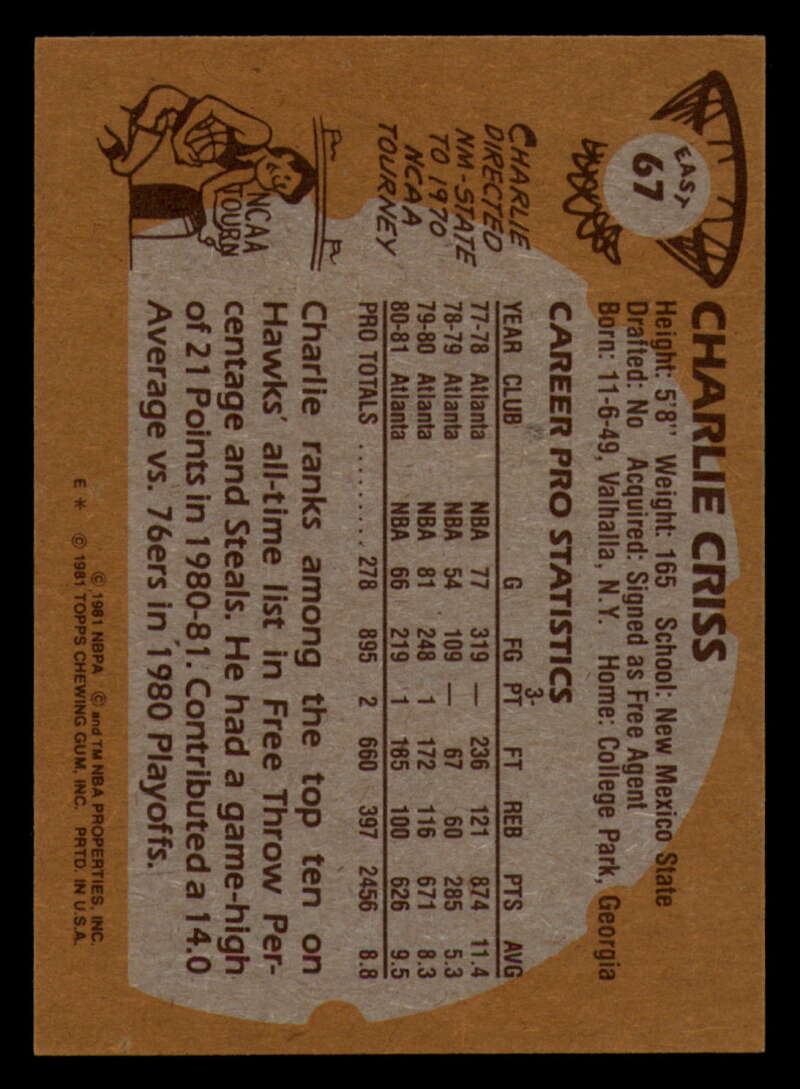 EAST
67
CHARLIE CRISS
Height: 5'8" Weight: 165 School: New Mexico State
Drafted: No Acquired: Signed as Free Agent
Born: 11-6-49, Valhalla, N.Y. Home: College Park, Georgia
CHARLIE
DIRECTED
NM-STATE
TO 1970
NCAA
TOURNEY
NCAA
TOURN
CAREER PRO STATISTICS
YEAR CLUB G FG 3-PT FT REB PTS AVG
77-78 Atlanta NBA 77 319 — 236 121 874 11.4
78-79 Atlanta NBA 54 109 — 67 60 285 5.3
79-80 Atlanta NBA 81 248 1 172 116 671 8.3
80-81 Atlanta NBA 66 219 1 185 100 626 9.5
PRO TOTALS ......... 278 895 2 660 397 2456 8.8
Charlie ranks among the top ten on
Hawks' all-time list in Free Throw Per-
centage and Steals. He had a game-high
of 21 Points in 1980-81. Contributed a 14.0
Average vs. 76ers in 1980 Playoffs.
© 1981 NBPA © and TM NBA PROPERTIES, INC.
E * © 1981 TOPPS CHEWING GUM, INC. PRTD. IN U.S.A.